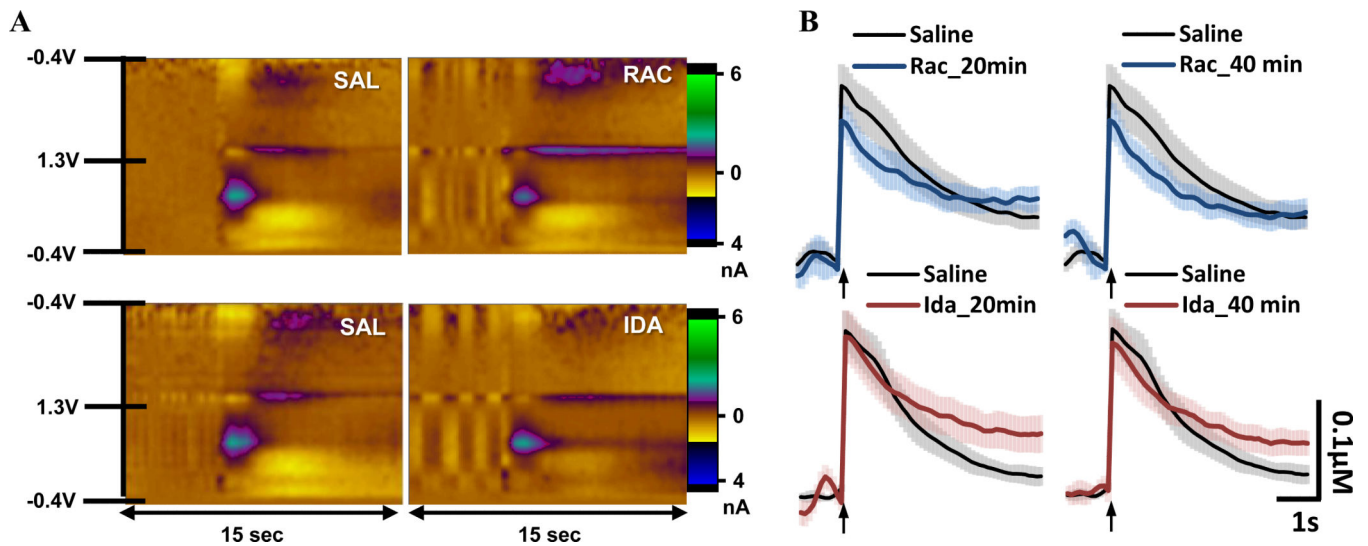 A
-0.4V
1.3V
-0.4V
SAL
RAC
6
0
4
nA
-0.4V
1.3V
-0.4V
SAL
IDA
6
0
4
nA
15 sec
15 sec
B
Saline
Rac_20min
Saline
Rac_40 min
Saline
Ida_20min
Saline
Ida_40 min
0.1μM
1s